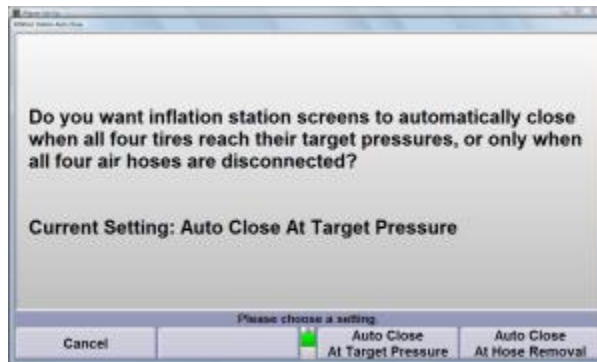 Do you want inflation station screens to automatically close
when all four tires reach their target pressures, or only when
all four air hoses are disconnected?
Current Setting: Auto Close At Target Pressure
Please choose a setting.
Cancel
Auto Close
At Target Pressure
Auto Close
At Hose Removal